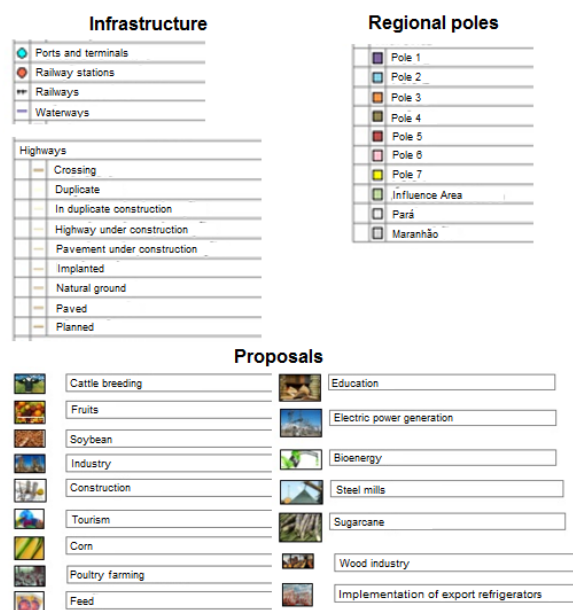 Infrastructure
Ports and terminals
Railway stations
Railways
Waterways
Highways
Crossing
Duplicate
In duplicate construction
Highway under construction
Pavement under construction
Implanted
Natural ground
Paved
Planned
Regional poles
Pole 1
Pole 2
Pole 3
Pole 4
Pole 5
Pole 6
Pole 7
Influence Area
Pará
Maranhão
Proposals
Cattle breeding
Fruits
Soybean
Industry
Construction
Tourism
Corn
Poultry farming
Feed
Education
Electric power generation
Bioenergy
Steel mills
Sugarcane
Wood industry
Implementation of export refrigerators